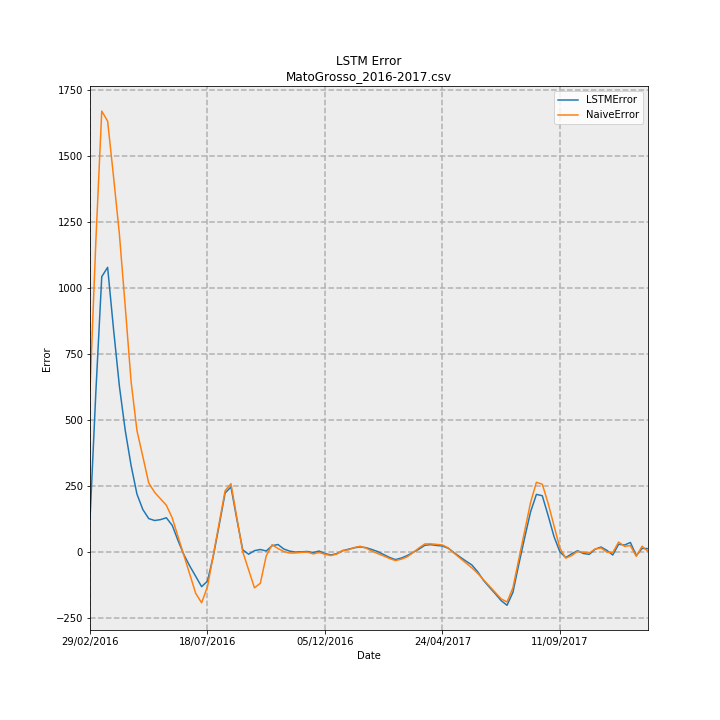 LSTM Error
MatoGrosso_2016-2017.csv
LSTMError
NaiveError
1750
1500
1250
1000
750
500
250
0
−250
Error
29/02/2016
18/07/2016
05/12/2016
24/04/2017
11/09/2017
Date